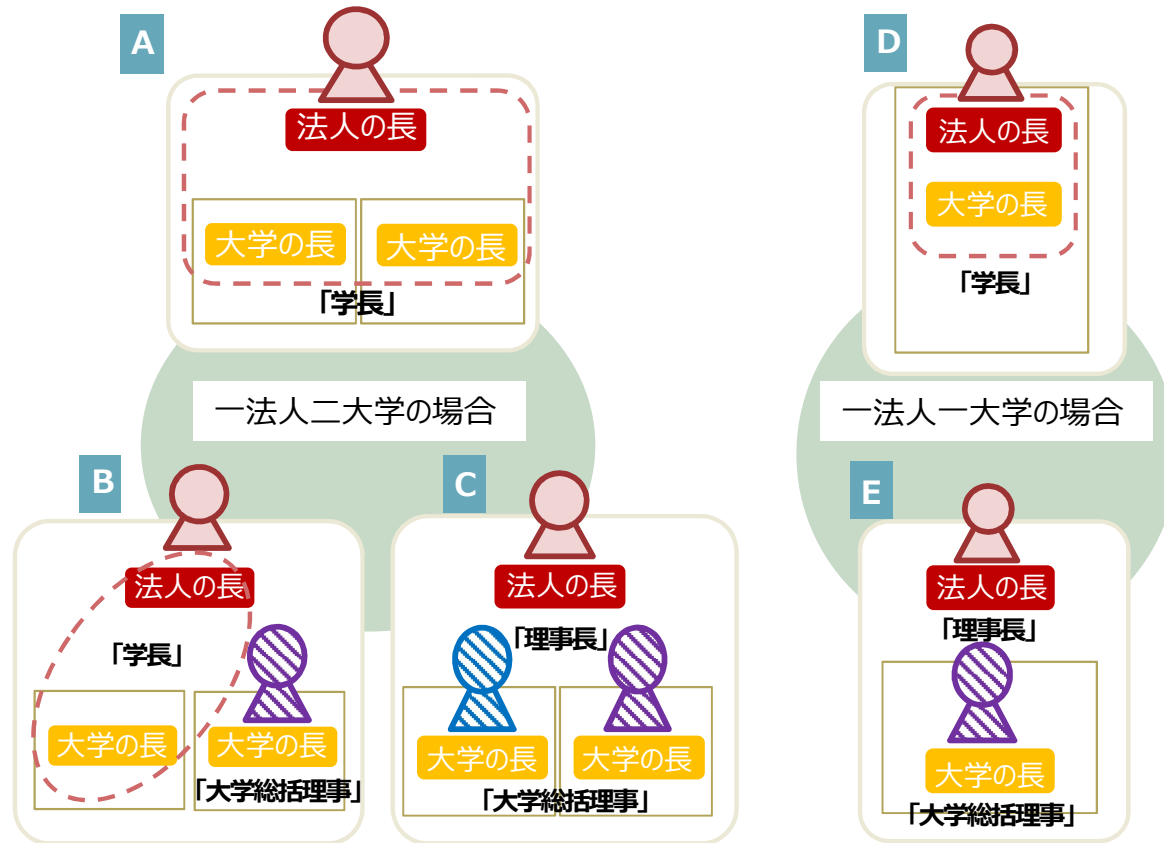 A
法人の長
大学の長
大学の長
「学長」
一法人二大学の場合
B
法人の長
「学長」
大学の長
大学の長
「大学総括理事」
C
法人の長
「理事長」
大学の長
大学の長
「大学総括理事」
D
法人の長
大学の長
「学長」
一法人一大学の場合
E
法人の長
「理事長」
大学の長
「大学総括理事」